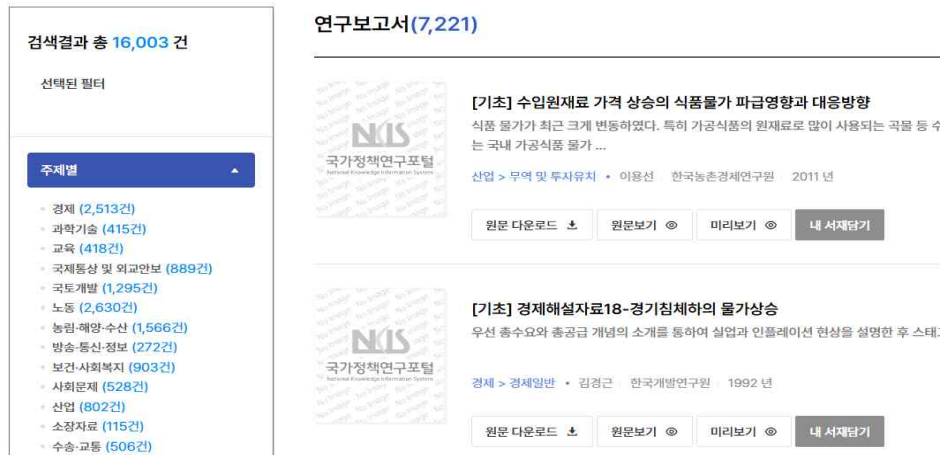 검색결과 총 16,003 건
선택된 필터
주제별
경제 (2,513건)
과학기술 (415건)
교육 (418건)
국제통상 및 외교안보 (889건)
국토개발 (1,295건)
노동 (2,630건)
농림·해양·수산 (1,566건)
방송·통신·정보 (272건)
보건·사회복지 (903건)
사회문제 (528건)
산업 (802건)
소장자료 (115건)
수송·교통 (506건)
연구보고서(7,221)
NKIS
국가정책연구포털
National Knowledge Information System
[기초] 수입원재료 가격 상승의 식품물가 파급영향과 대응방향
식품 물가가 최근 크게 변동하였다. 특히 가공식품의 원재료로 많이 사용되는 곡물 등 수
는 국내 가공식품 물가 ...
산업 > 무역 및 투자유치 • 이용선 한국농촌경제연구원 2011 년
원문 다운로드 원문보기 미리보기 내 서재담기
NKIS
국가정책연구포털
National Knowledge Information System
[기초] 경제해설자료18-경기침체하의 물가상승
우선 총수요와 총공급 개념의 소개를 통하여 실업과 인플레이션 현상을 설명한 후 스태
경제 > 경제일반 • 김경근 한국개발연구원 1992 년
원문 다운로드 원문보기 미리보기 내 서재담기